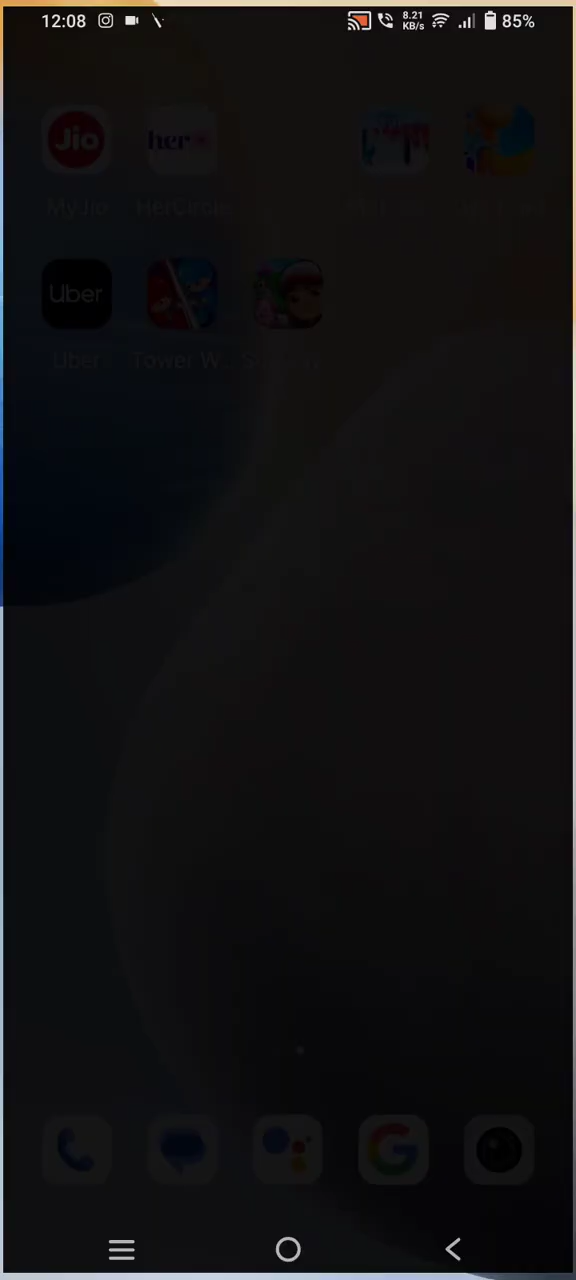 12:08 8.21 KB/s 85%
Jio her
MyJio HerCircle
Uber
Uber Tower W...